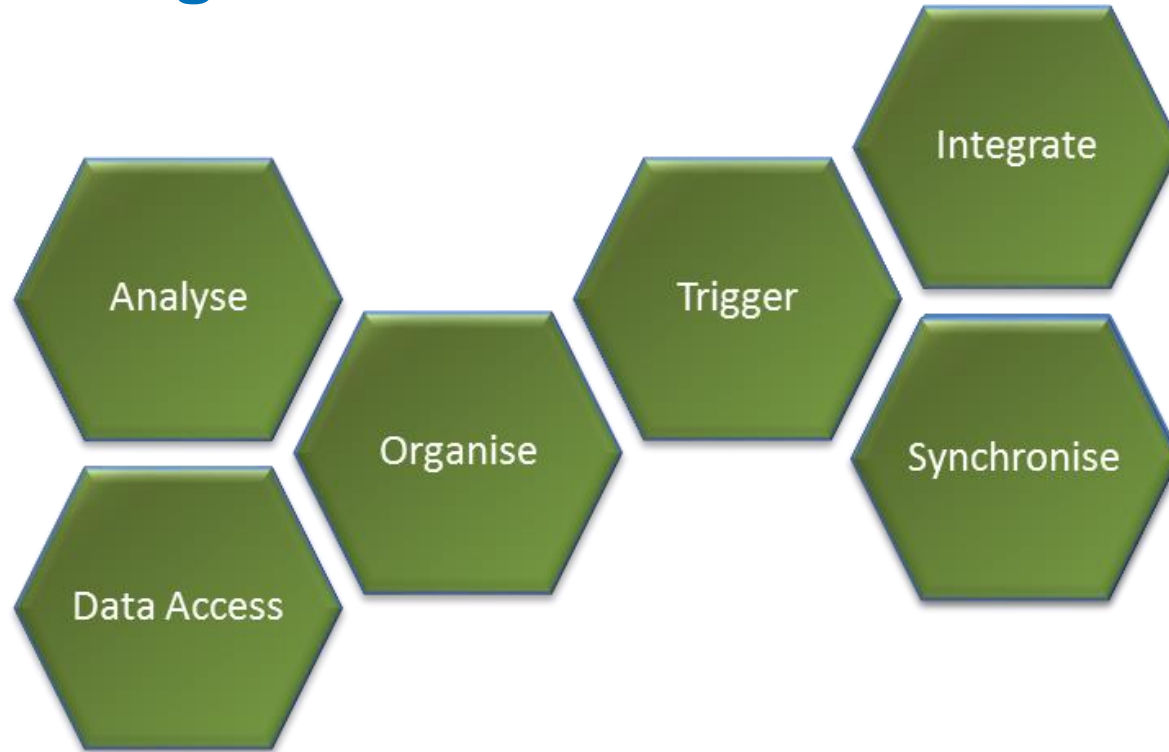 Integrate
Analyse
Trigger
Organise
Synchronise
Data Access